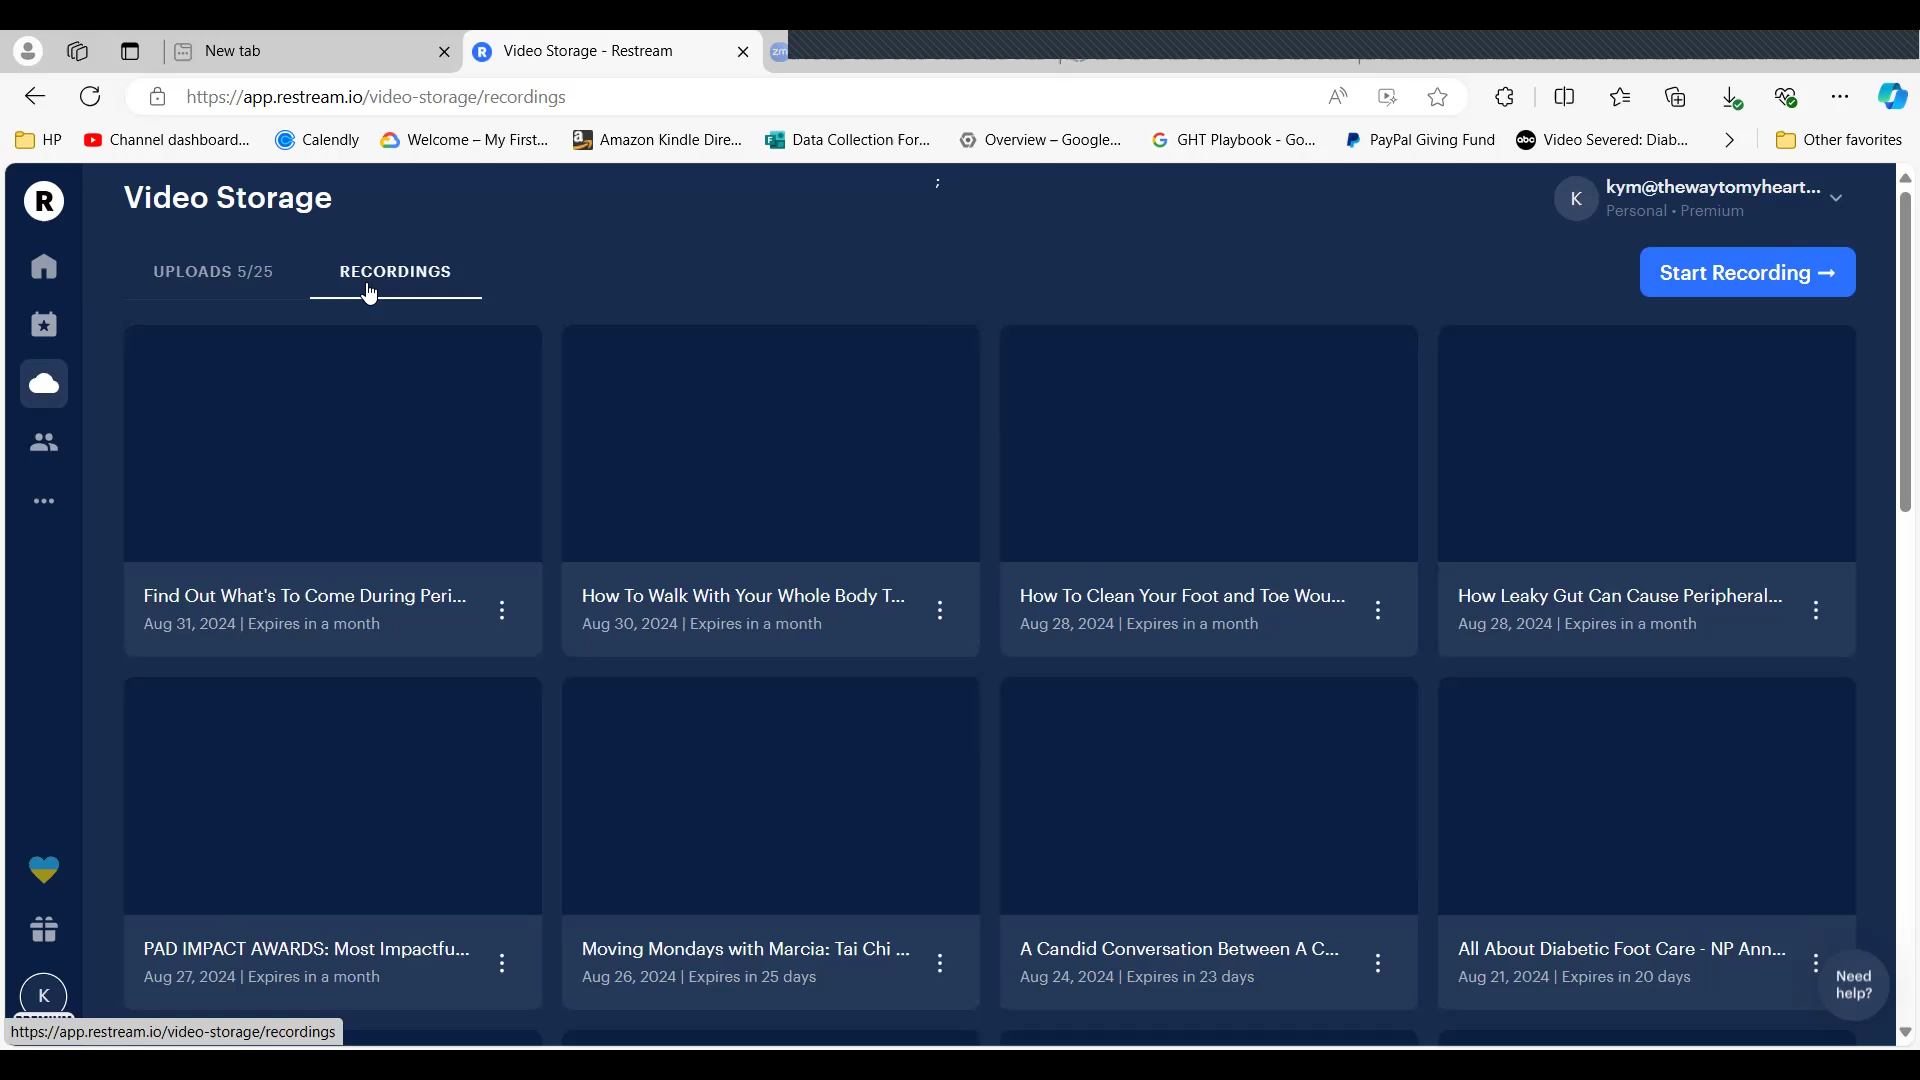 New tab
R Video Storage - Restream
zm
https://app.restream.io/video-storage/recordings
HP
Channel dashboard...
Calendly
Welcome – My First...
Amazon Kindle Dire...
Data Collection For...
Overview – Google...
GHT Playbook - Go...
PayPal Giving Fund
abc Video Severed: Diab...
Other favorites
R
Video Storage
;
K
kym@thewaytomyheart...
Personal • Premium
UPLOADS 5/25
RECORDINGS
Start Recording →
Find Out What's To Come During Peri...
Aug 31, 2024 | Expires in a month
How To Walk With Your Whole Body T...
Aug 30, 2024 | Expires in a month
How To Clean Your Foot and Toe Wou...
Aug 28, 2024 | Expires in a month
How Leaky Gut Can Cause Peripheral...
Aug 28, 2024 | Expires in a month
PAD IMPACT AWARDS: Most Impactfu...
Aug 27, 2024 | Expires in a month
Moving Mondays with Marcia: Tai Chi ...
Aug 26, 2024 | Expires in 25 days
A Candid Conversation Between A C...
Aug 24, 2024 | Expires in 23 days
All About Diabetic Foot Care - NP Ann...
Aug 21, 2024 | Expires in 20 days
Need
help?
K
https://app.restream.io/video-storage/recordings